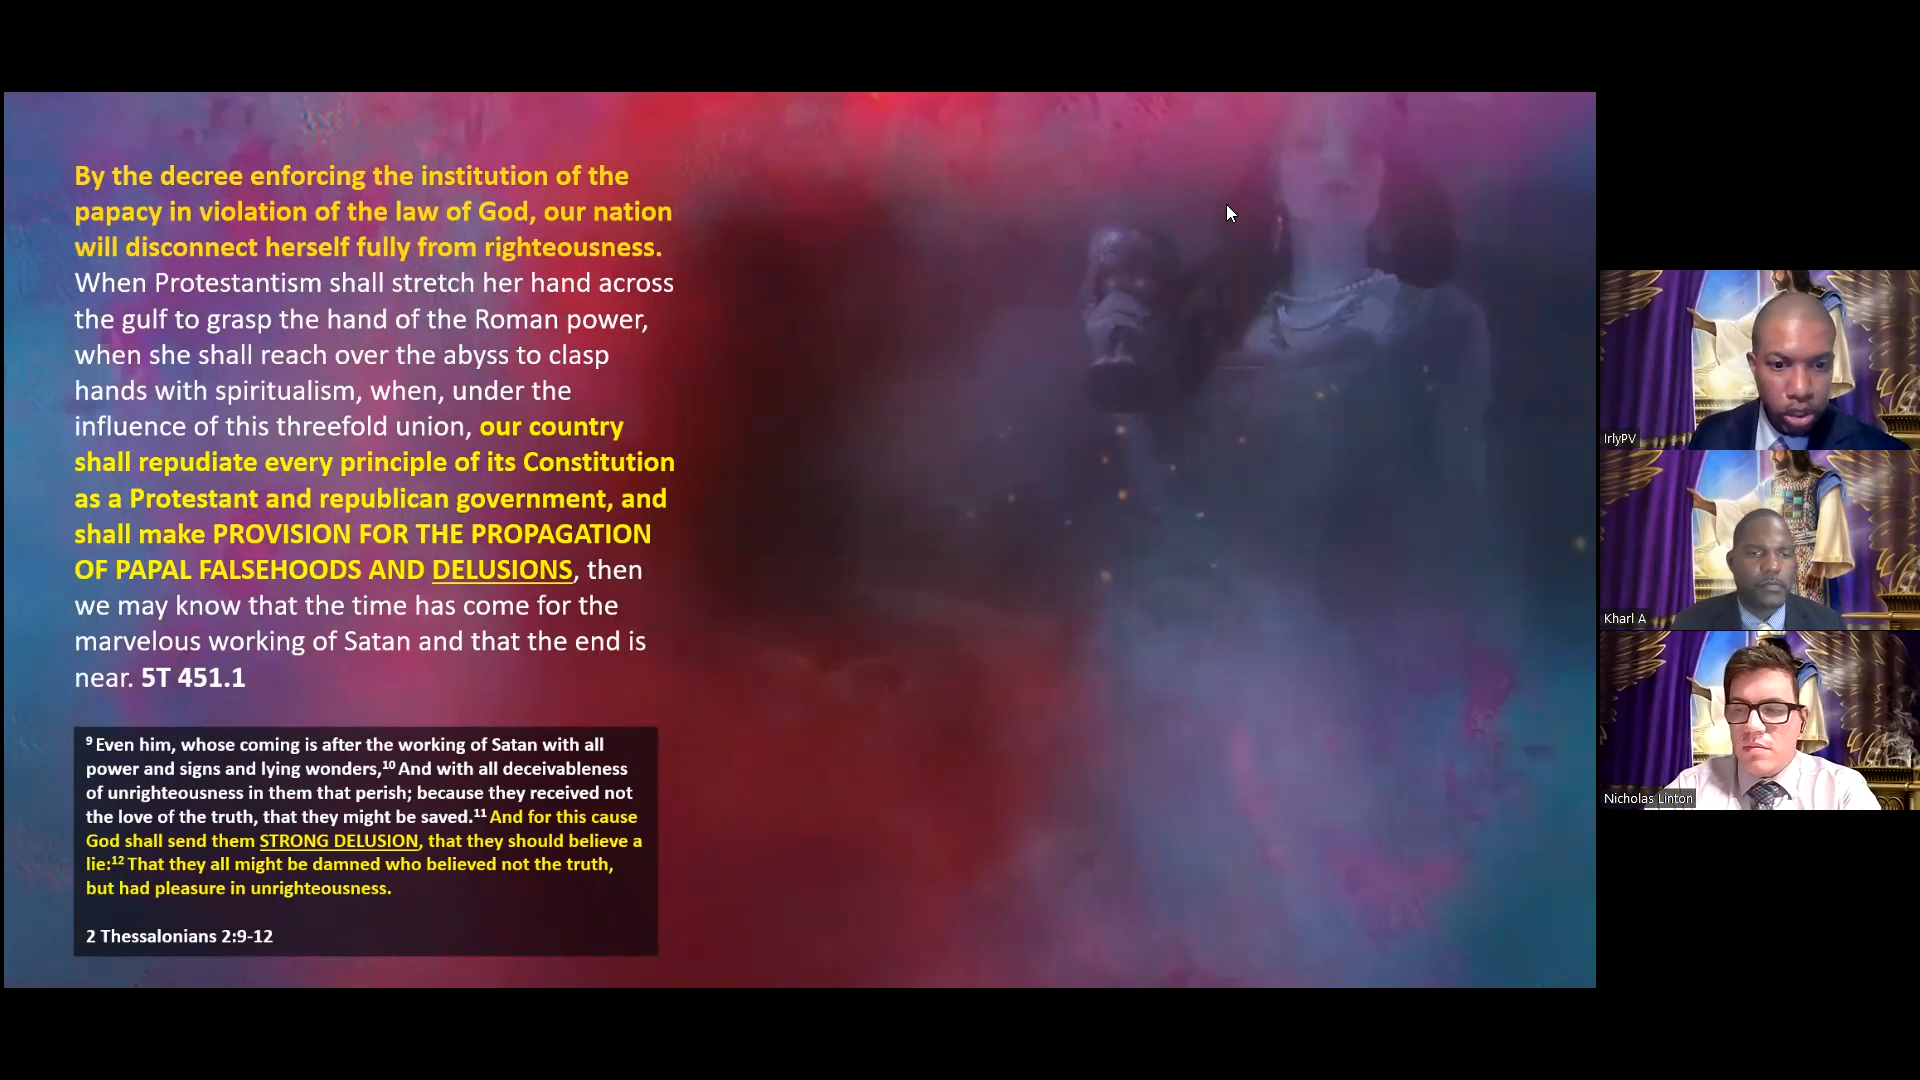 By the decree enforcing the institution of the
papacy in violation of the law of God, our nation
will disconnect herself fully from righteousness.
When Protestantism shall stretch her hand across
the gulf to grasp the hand of the Roman power,
when she shall reach over the abyss to clasp
hands with spiritualism, when, under the
influence of this threefold union, our country
shall repudiate every principle of its Constitution
as a Protestant and republican government, and
shall make PROVISION FOR THE PROPAGATION
OF PAPAL FALSEHOODS AND DELUSIONS, then
we may know that the time has come for the
marvelous working of Satan and that the end is
near. 5T 451.1
9 Even him, whose coming is after the working of Satan with all
power and signs and lying wonders,10 And with all deceivableness
of unrighteousness in them that perish; because they received not
the love of the truth, that they might be saved.11 And for this cause
God shall send them STRONG DELUSION, that they should believe a
lie:12 That they all might be damned who believed not the truth,
but had pleasure in unrighteousness.
2 Thessalonians 2:9-12
IrlyPV
Kharl A
Nicholas Linton